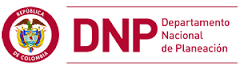 REPÚBLICA
DE COLOMBIA
DNP
Departamento
Nacional
de Planeación